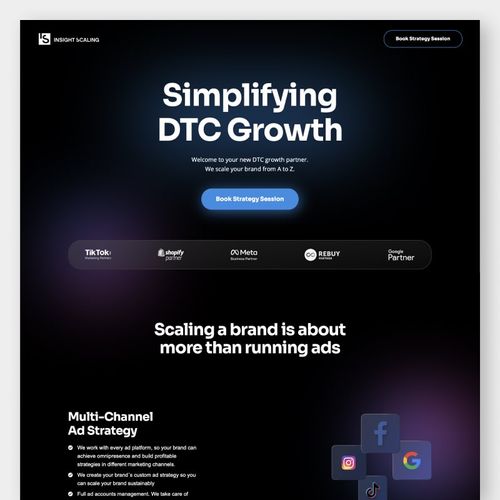 INSIGHT SCALING
Book Strategy Session
Simplifying
DTC Growth
Welcome to your new DTC growth partner.
We scale your brand from A to Z.
Book Strategy Session
TikTok:
Marketing Partners
shopify
partner
Meta
Business Partner
REBUY
PARTNER
Google
Partner
Scaling a brand is about
more than running ads
Multi-Channel
Ad Strategy
We work with every ad platform, so your brand can
achieve omnipresence and build profitable
strategies in different marketing channels.
We create your brand´s custom ad strategy so you
can scale your brand sustainably
Full ads accounts management. We take care of